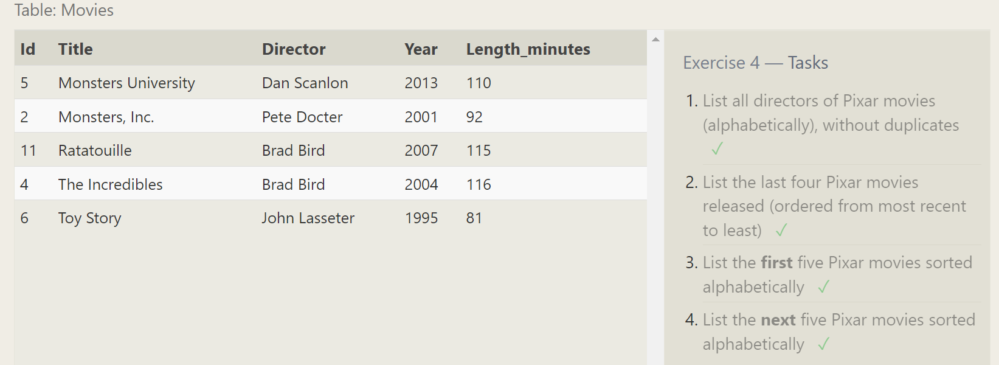 Table: Movies
Id Title Director Year Length_minutes
5 Monsters University Dan Scanlon 2013 110
2 Monsters, Inc. Pete Docter 2001 92
11 Ratatouille Brad Bird 2007 115
4 The Incredibles Brad Bird 2004 116
6 Toy Story John Lasseter 1995 81
Exercise 4 — Tasks
1. List all directors of Pixar movies
(alphabetically), without duplicates
✓
2. List the last four Pixar movies
released (ordered from most recent
to least) ✓
3. List the first five Pixar movies sorted
alphabetically ✓
4. List the next five Pixar movies sorted
alphabetically ✓